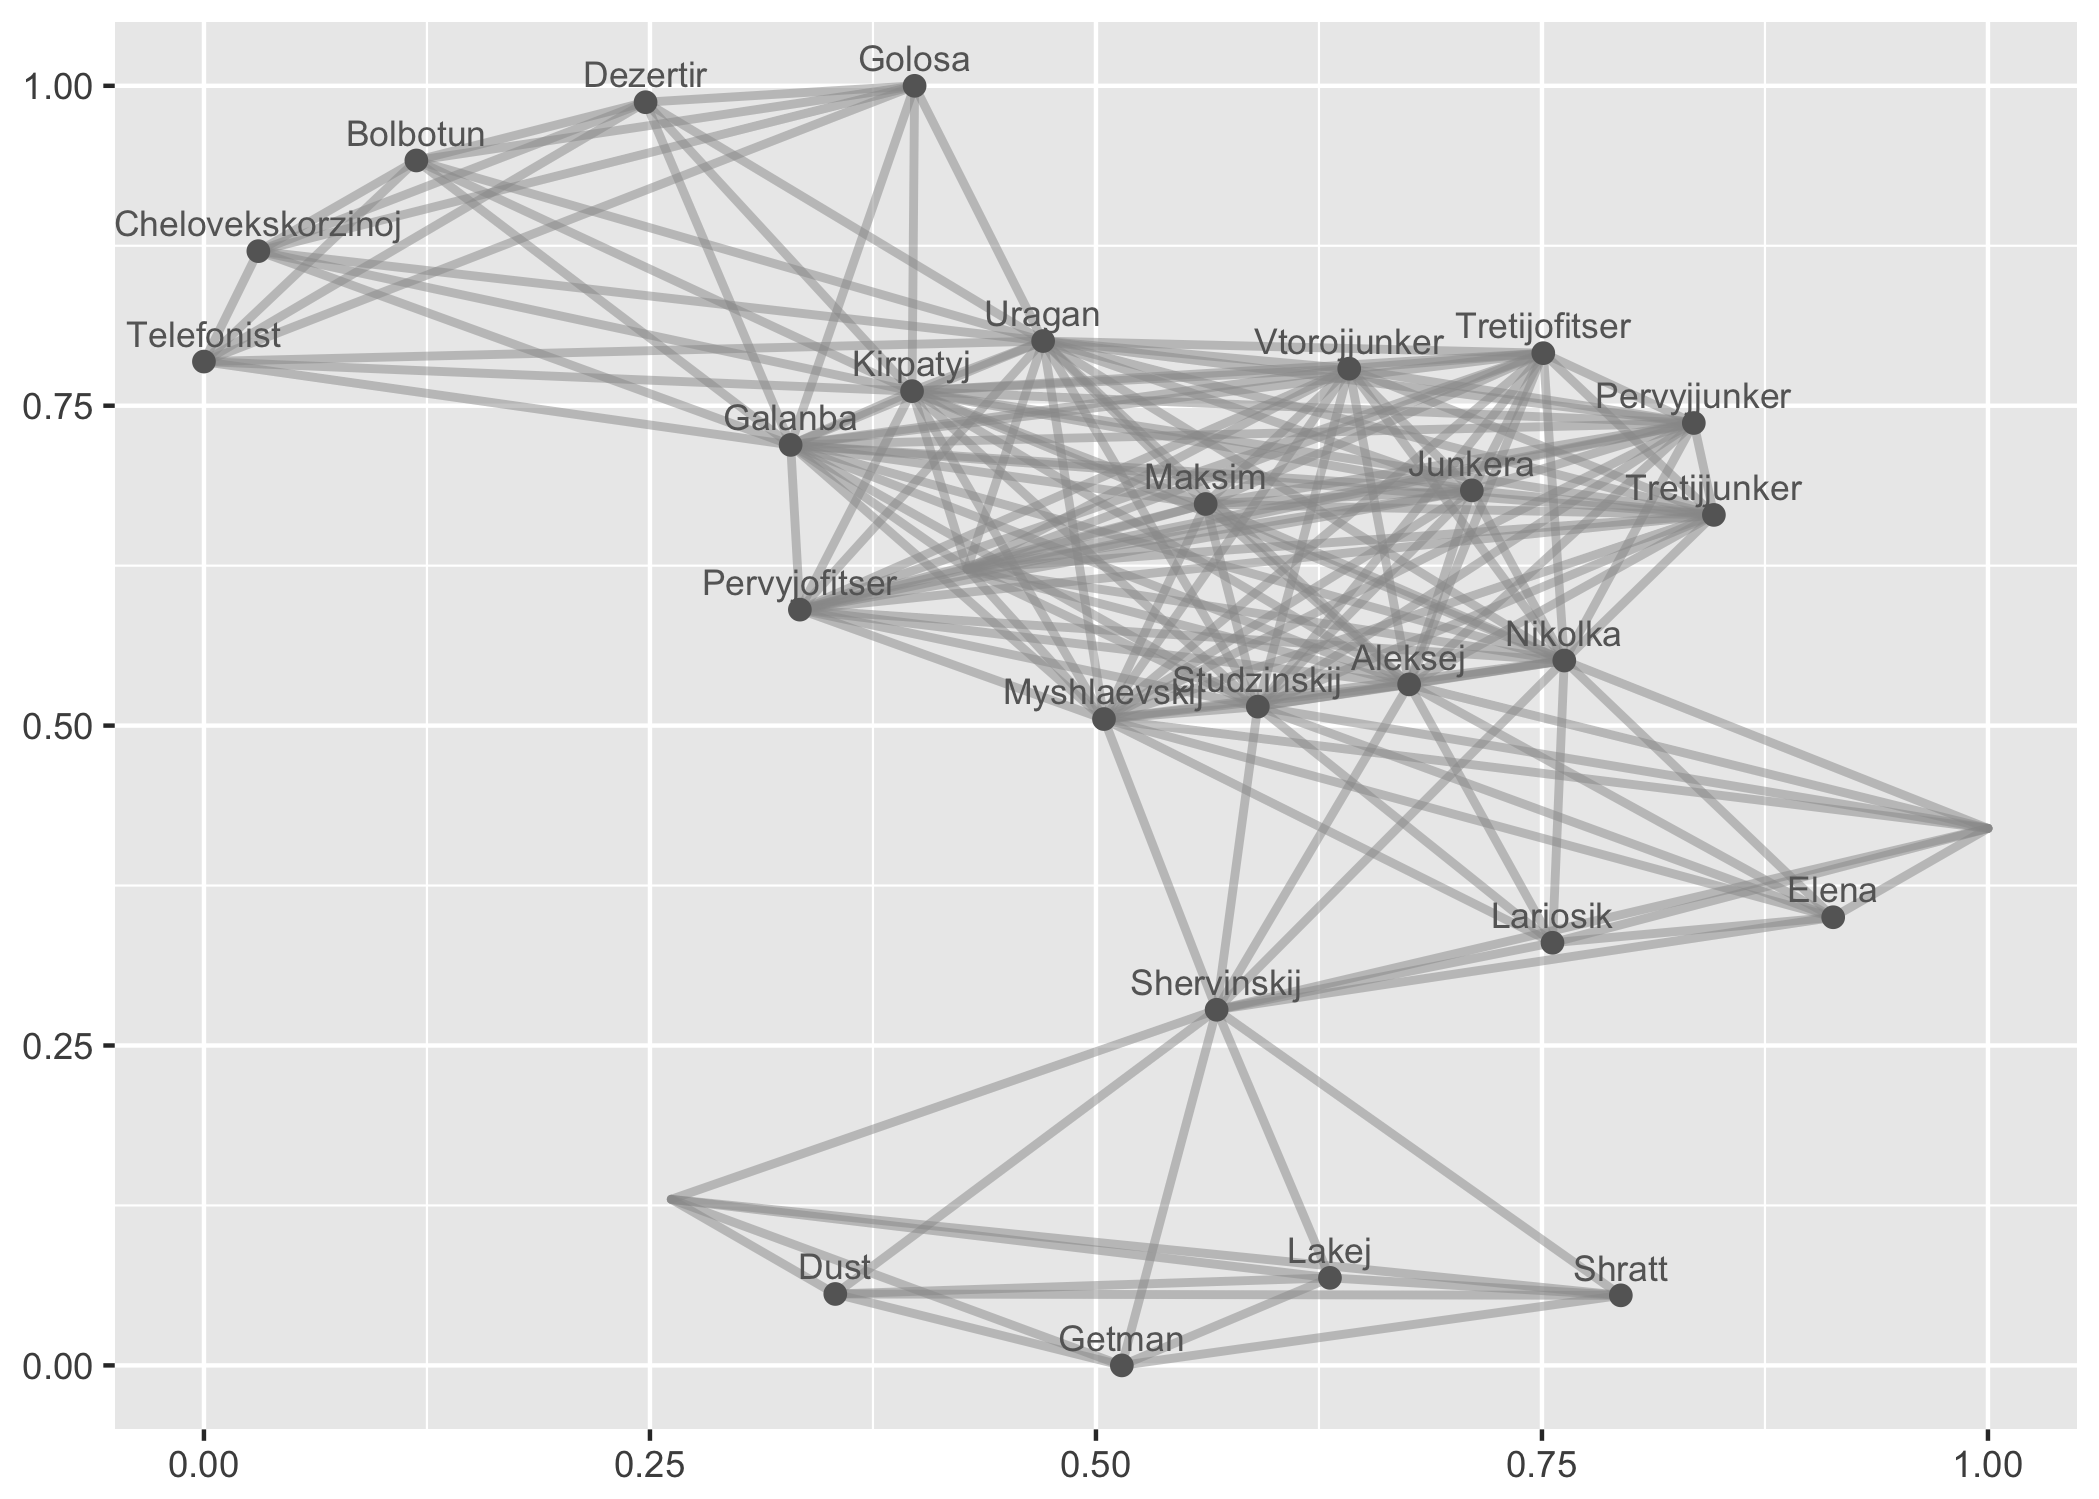 Golosa
Dezertir
1.00
Bolbotun
Chelovekskorzinoj
Uragan
Tretijofitser
Telefonist
Vtorojjunker
Kirpatyj
Pervyjjunker
0.75
Galanba
Junkera
Maksim
Tretijjunker
Pervyjofitser
Nikolka
Aleksej
Studzinskij
Myshlaevskij
0.50
Elena
Lariosik
Shervinskij
0.25
Lakej
Dust
Shratt
Getman
0.00
0.00 0.25 0.50 0.75 1.00